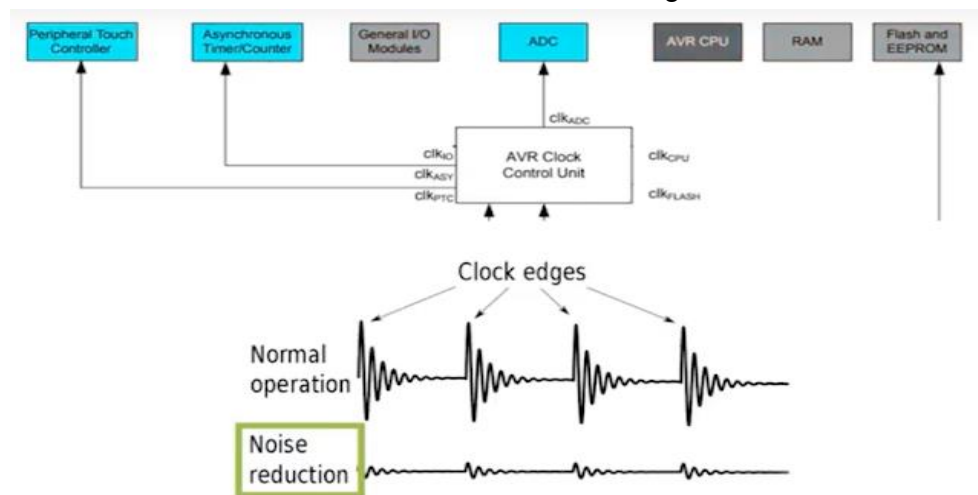 Peripheral Touch
Controller
Asynchronous
Timer/Counter
General I/O
Modules
ADC
AVR CPU
RAM
Flash and
EEPROM
clkADC
clkIO
clkASY
clkPTC
AVR Clock
Control Unit
clkCPU
clkFLASH
Clock edges
Normal
operation
Noise
reduction